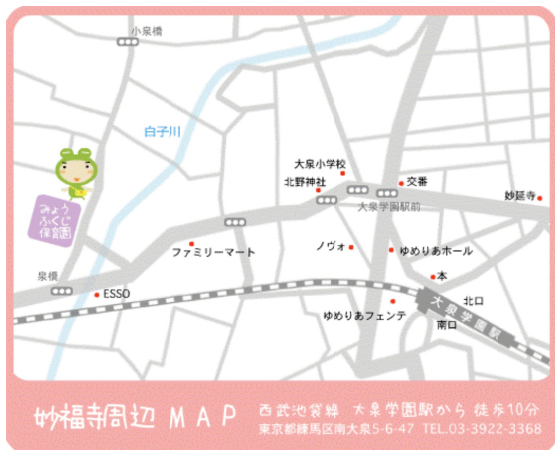 小泉橋
白子川
大泉小学校
北野神社
交番
妙延寺
大泉学園駅前
みょう
ふくじ
保育園
ファミリーマート
ノヴォ
ゆめりあホール
泉橋
ESSO
本
北口
大泉学園駅
ゆめりあフェンテ
南口
妙福寺周辺 MAP
西武池袋線 大泉学園駅から 徒歩10分
東京都練馬区南大泉5-6-47 TEL.03-3922-3368